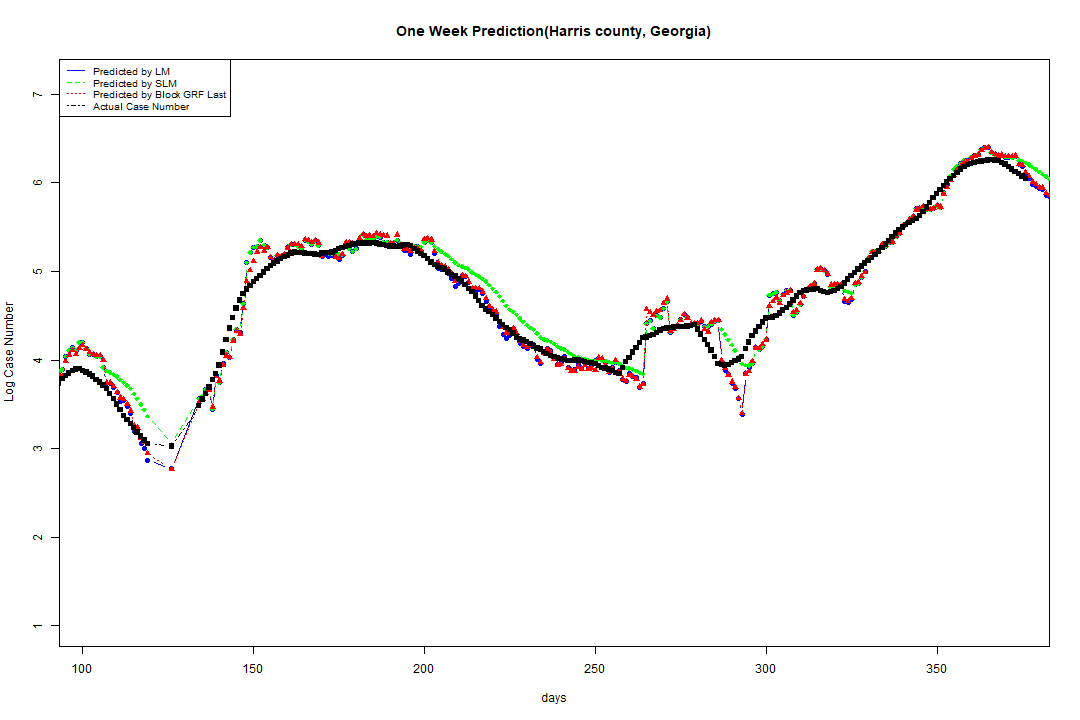 One Week Prediction(Harris county, Georgia)
Predicted by LM
Predicted by SLM
Predicted by Block GRF Last
Actual Case Number
7
6
5
4
3
2
1
Log Case Number
100 150 200 250 300 350
days